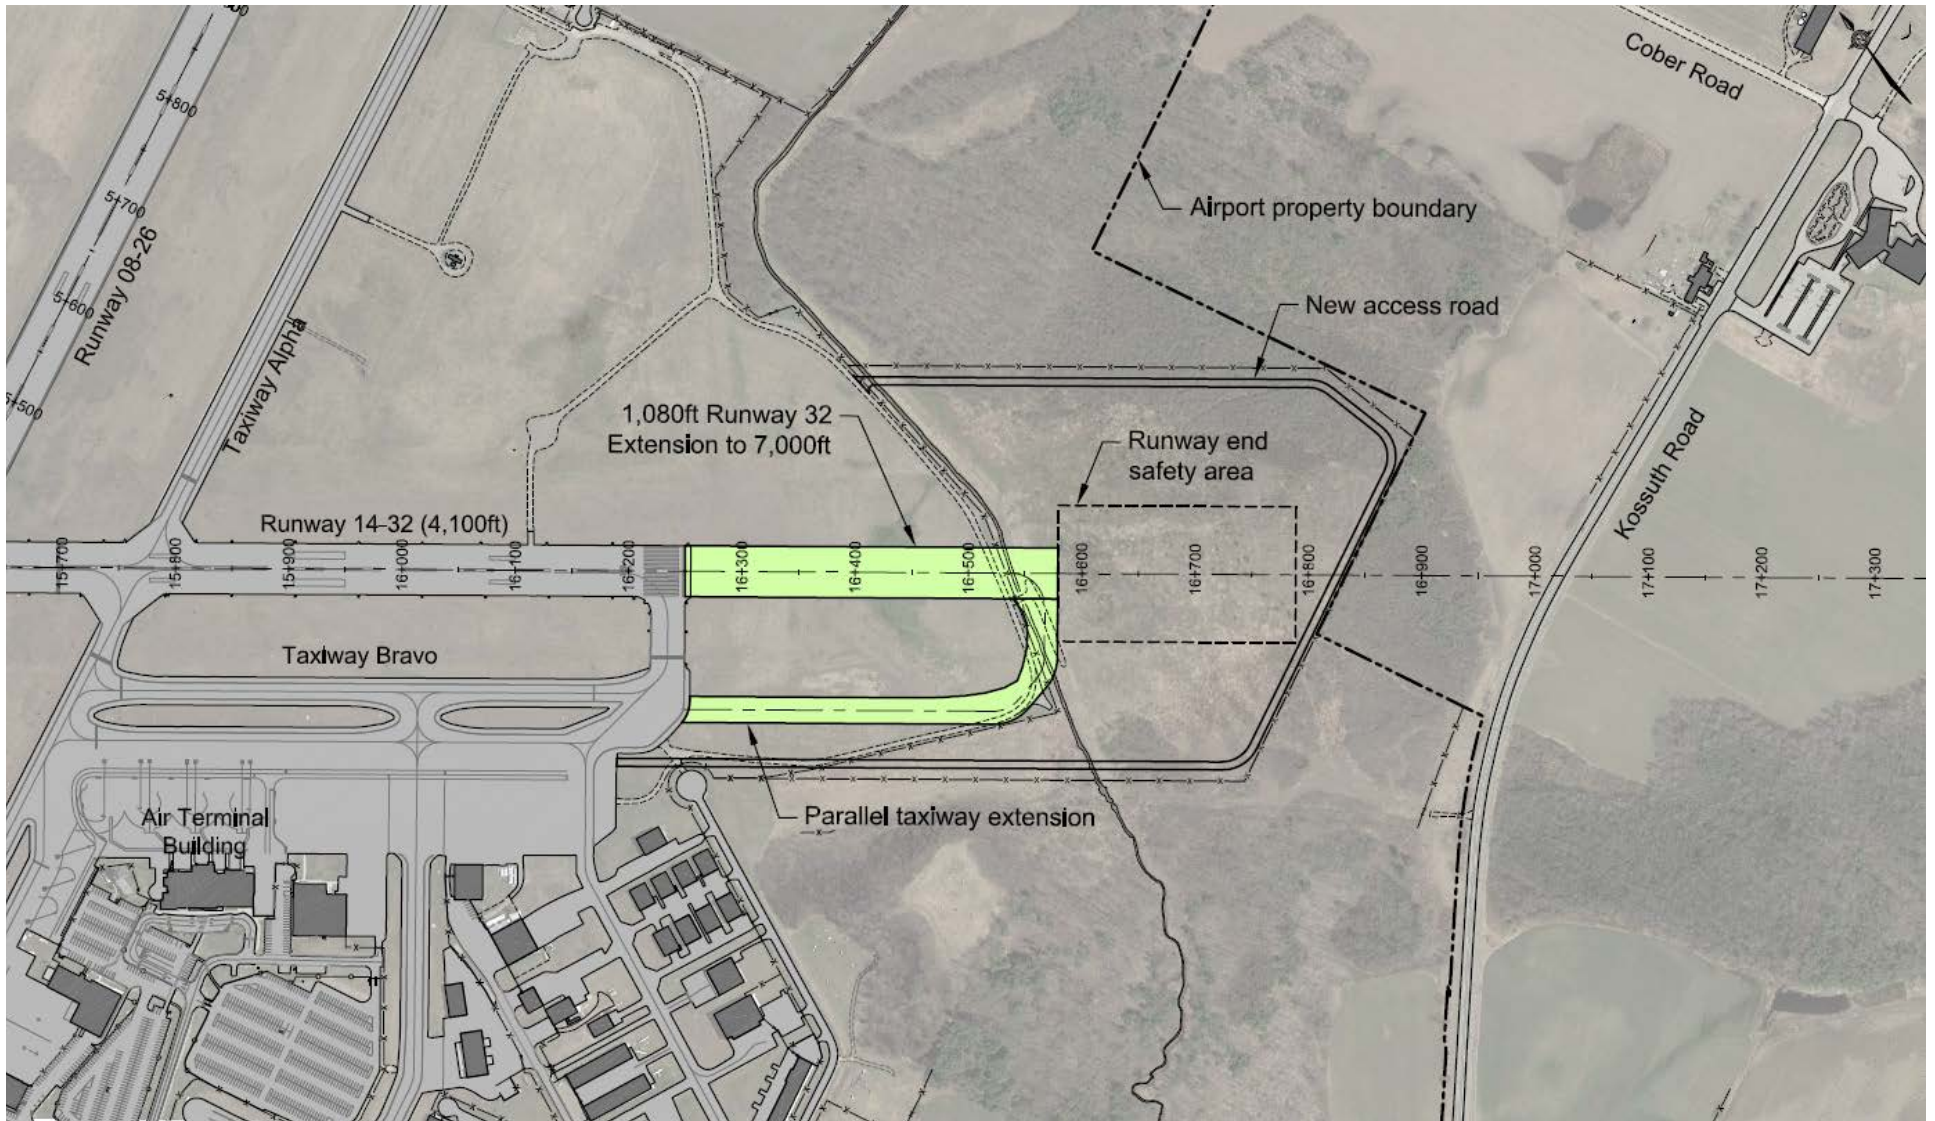 Cober Road
5+800
5+700
Airport property boundary
5+600
Runway 08-26
New access road
5+500
Taxiway Alpha
1,080ft Runway 32
Extension to 7,000ft
Runway end
safety area
Kossuth Road
Runway 14-32 (4,100ft)
15+700
15+800
15+900
16+000
16+100
16+200
16+300
16+400
16+500
16+600
16+700
16+800
16+900
17+000
17+100
17+200
17+300
Taxiway Bravo
Air Terminal
Building
Parallel taxiway extension